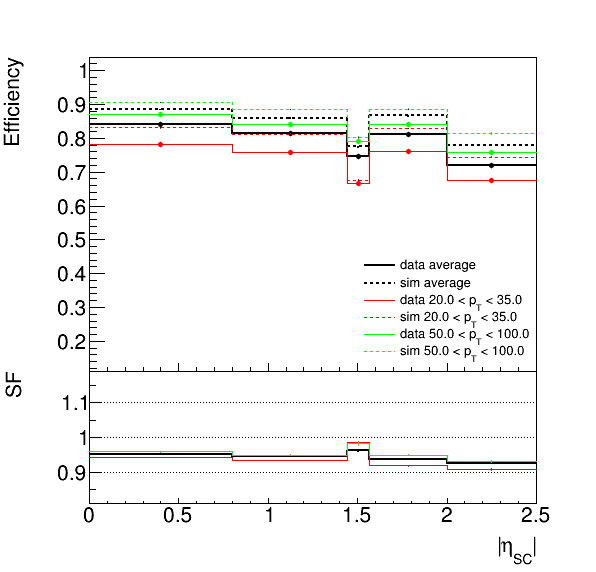 Efficiency
1
0.9
0.8
0.7
0.6
0.5
0.4
0.3
0.2
data average
sim average
data 20.0 < p_T < 35.0
sim 20.0 < p_T < 35.0
data 50.0 < p_T < 100.0
sim 50.0 < p_T < 100.0
SF
1.1
1
0.9
0 0.5 1 1.5 2 2.5
|η_SC|